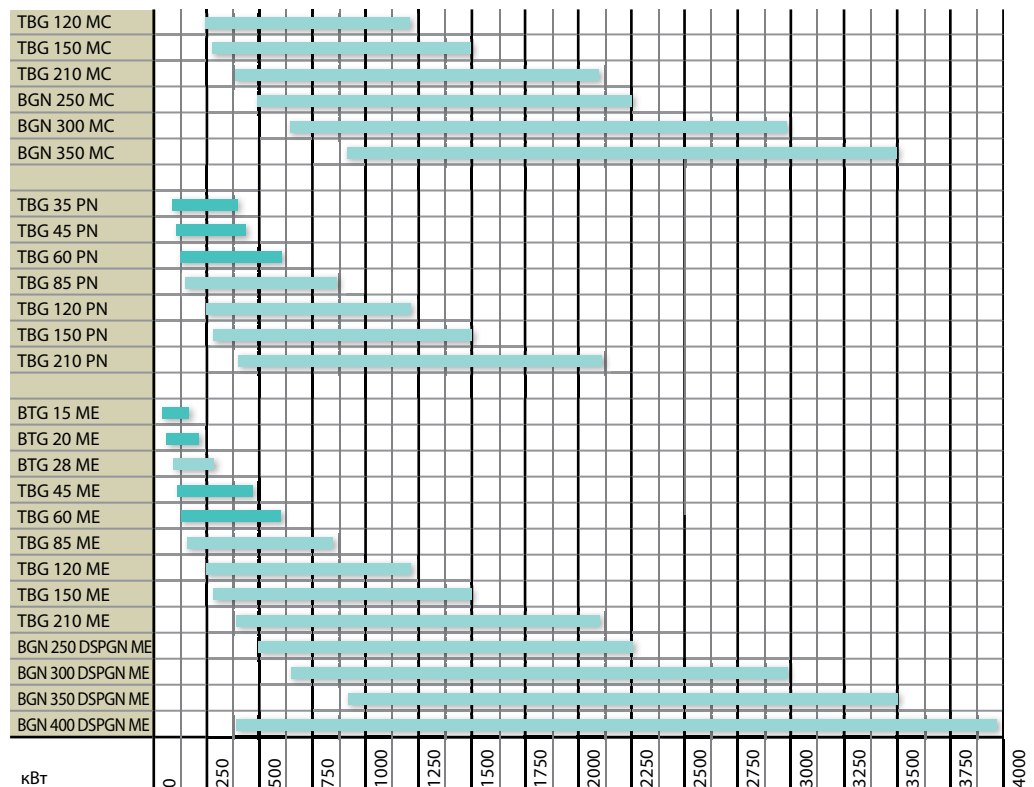 TBG 120 MC
TBG 150 MC
TBG 210 MC
BGN 250 MC
BGN 300 MC
BGN 350 MC
TBG 35 PN
TBG 45 PN
TBG 60 PN
TBG 85 PN
TBG 120 PN
TBG 150 PN
TBG 210 PN
BTG 15 ME
BTG 20 ME
BTG 28 ME
TBG 45 ME
TBG 60 ME
TBG 85 ME
TBG 120 ME
TBG 150 ME
TBG 210 ME
BGN 250 DSPGN ME
BGN 300 DSPGN ME
BGN 350 DSPGN ME
BGN 400 DSPGN ME
кВт
0
250
500
750
1000
1250
1500
1750
2000
2250
2500
2750
3000
3250
3500
3750
4000